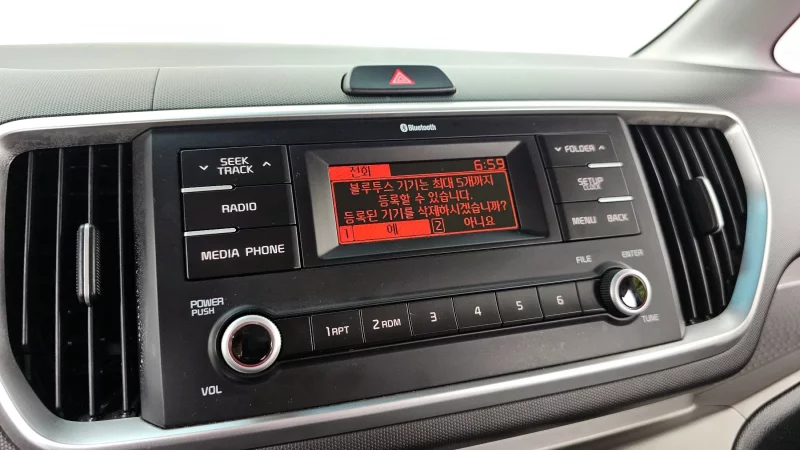 Bluetooth
SEEK
TRACK
RADIO
MEDIA PHONE
전화 6:59
블루투스 기기는 최대 5개까지
등록할 수 있습니다.
등록된 기기를 삭제하시겠습니까?
1 예 2 아니요
FOLDER
SETUP
MENU BACK
POWER
PUSH
VOL
1 RPT 2 RDM 3 4 5 6
FILE
ENTER
TUNE